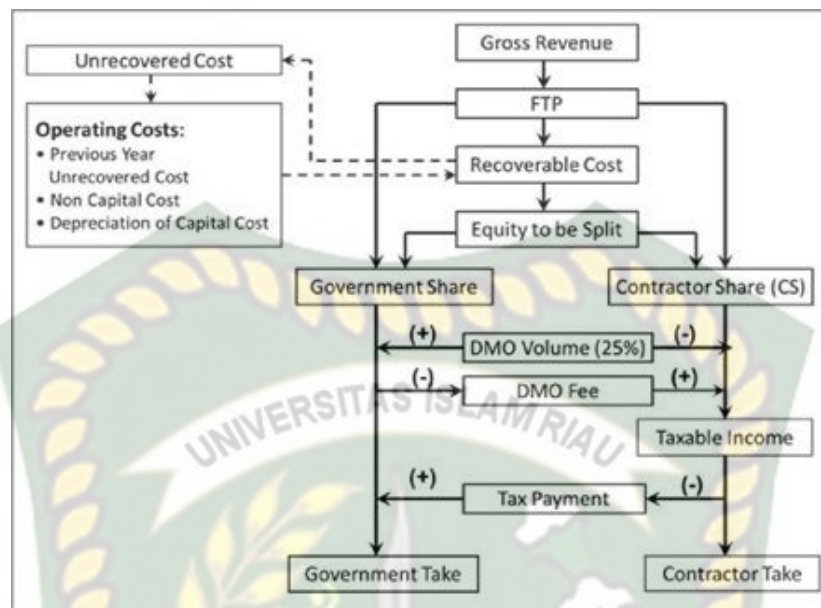 Gross Revenue
Unrecovered Cost
FTP
Operating Costs:
• Previous Year
Unrecovered Cost
• Non Capital Cost
• Depreciation of Capital Cost
Recoverable Cost
Equity to be Split
Government Share
Contractor Share (CS)
(+) DMO Volume (25%) (-)
(-) DMO Fee (+)
UNIVERSITAS ISLAM RIAU
Taxable Income
(+) Tax Payment (-)
Government Take
Contractor Take